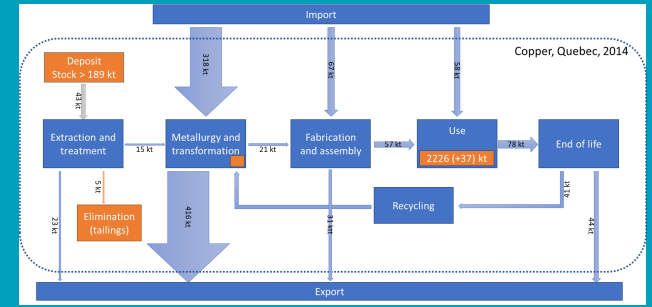 Import
Copper, Quebec, 2014
318 kt
67 kt
58 kt
Deposit
Stock > 189 kt
43 kt
Extraction and
treatment
15 kt
Metallurgy and
transformation
21 kt
Fabrication
and assembly
57 kt
Use
2226 (+37) kt
78 kt
End of life
23 kt
5 kt
Elimination
(tailings)
416 kt
31 kt
Recycling
41 kt
44 kt
Export